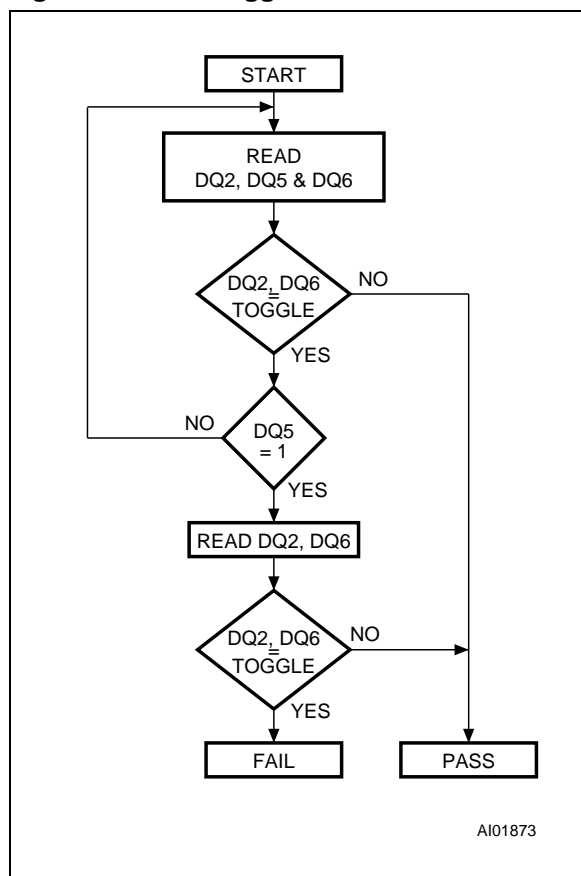 START
READ
DQ2, DQ5 & DQ6
DQ2, DQ6
=
TOGGLE
NO
YES
NO
DQ5
= 1
YES
READ DQ2, DQ6
DQ2, DQ6
=
TOGGLE
NO
YES
FAIL
PASS
AI01873